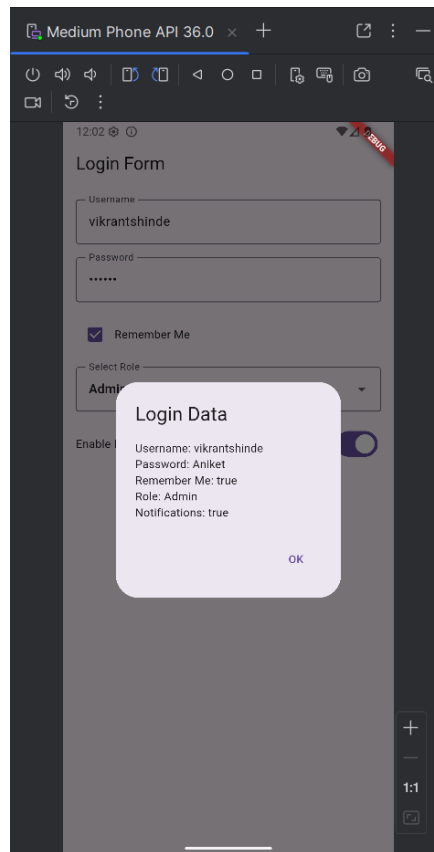 Medium Phone API 36.0
12:02
DEBUG
Login Form
Username
vikrantshinde
Password
••••••
Remember Me
Select Role
Login Data
Enable
Username: vikrantshinde
Password: Aniket
Remember Me: true
Role: Admin
Notifications: true
OK
1:1